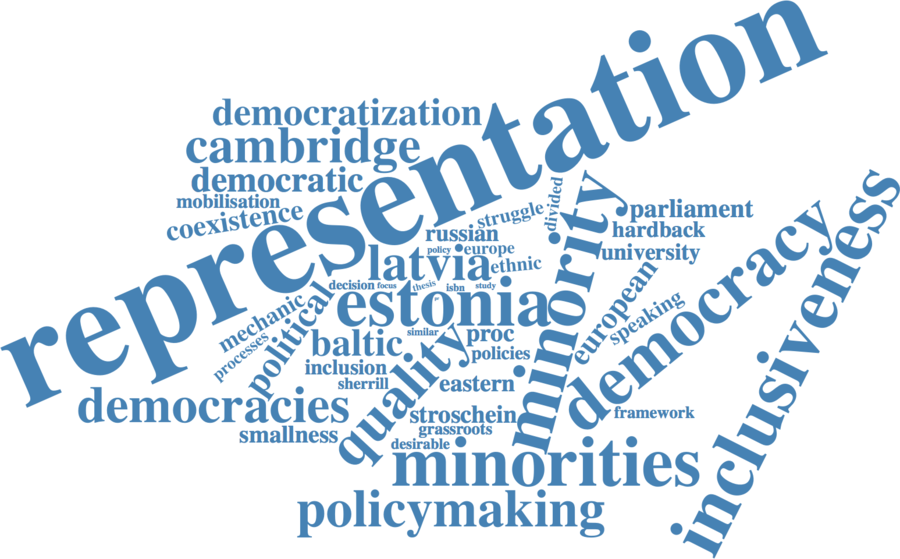 representation
democratization
cambridge
democratic
mobilisation
coexistence
struggle
divided
russian
policy
europe
latvia
ethnic
decision
focus
thesis
isbn
study
estonia
similar
minority
parliament
hardback
university
european
speaking
democracy
inclusiveness
mechanic
processes
political
baltic
inclusion
sherrill
quality
proc
policies
eastern
democracies
smallness
stroschein
grassroots
desirable
framework
minorities
policymaking